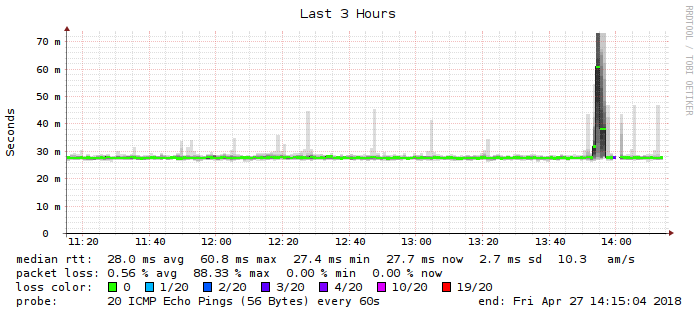 Last 3 Hours
RRDTOOL / TOBI OETIKER
Seconds
70 m
60 m
50 m
40 m
30 m
20 m
10 m
0
11:20 11:40 12:00 12:20 12:40 13:00 13:20 13:40 14:00
median rtt: 28.0 ms avg 60.8 ms max 27.4 ms min 27.7 ms now 2.7 ms sd 10.3 am/s
packet loss: 0.56 % avg 88.33 % max 0.00 % min 0.00 % now
loss color: 0 1/20 2/20 3/20 4/20 10/20 19/20
probe: 20 ICMP Echo Pings (56 Bytes) every 60s end: Fri Apr 27 14:15:04 2018